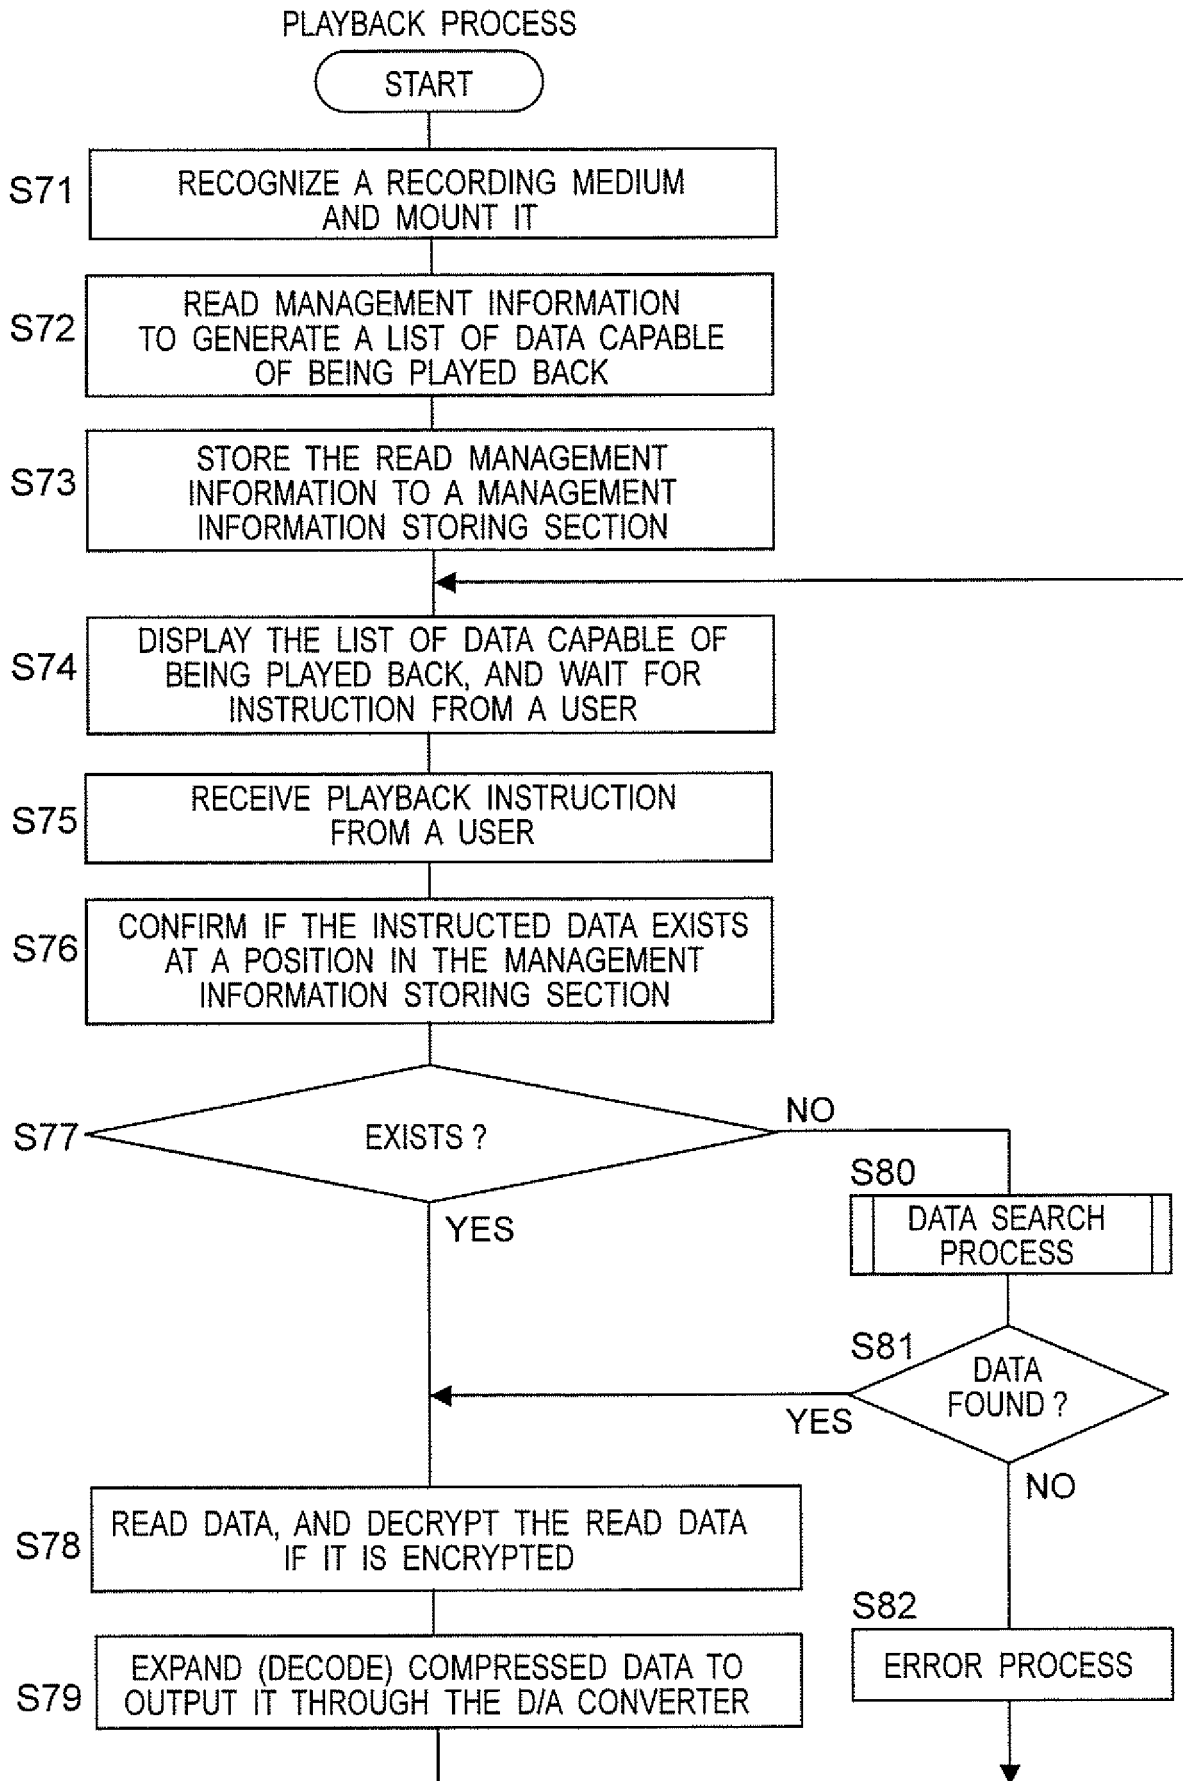 PLAYBACK PROCESS
START
S71
RECOGNIZE A RECORDING MEDIUM
AND MOUNT IT
S72
READ MANAGEMENT INFORMATION
TO GENERATE A LIST OF DATA CAPABLE
OF BEING PLAYED BACK
S73
STORE THE READ MANAGEMENT
INFORMATION TO A MANAGEMENT
INFORMATION STORING SECTION
S74
DISPLAY THE LIST OF DATA CAPABLE OF
BEING PLAYED BACK, AND WAIT FOR
INSTRUCTION FROM A USER
S75
RECEIVE PLAYBACK INSTRUCTION
FROM A USER
S76
CONFIRM IF THE INSTRUCTED DATA EXISTS
AT A POSITION IN THE MANAGEMENT
INFORMATION STORING SECTION
S77
EXISTS ?
NO
YES
S80
DATA SEARCH
PROCESS
S81
DATA
FOUND ?
YES
NO
S78
READ DATA, AND DECRYPT THE READ DATA
IF IT IS ENCRYPTED
S79
EXPAND (DECODE) COMPRESSED DATA TO
OUTPUT IT THROUGH THE D/A CONVERTER
S82
ERROR PROCESS